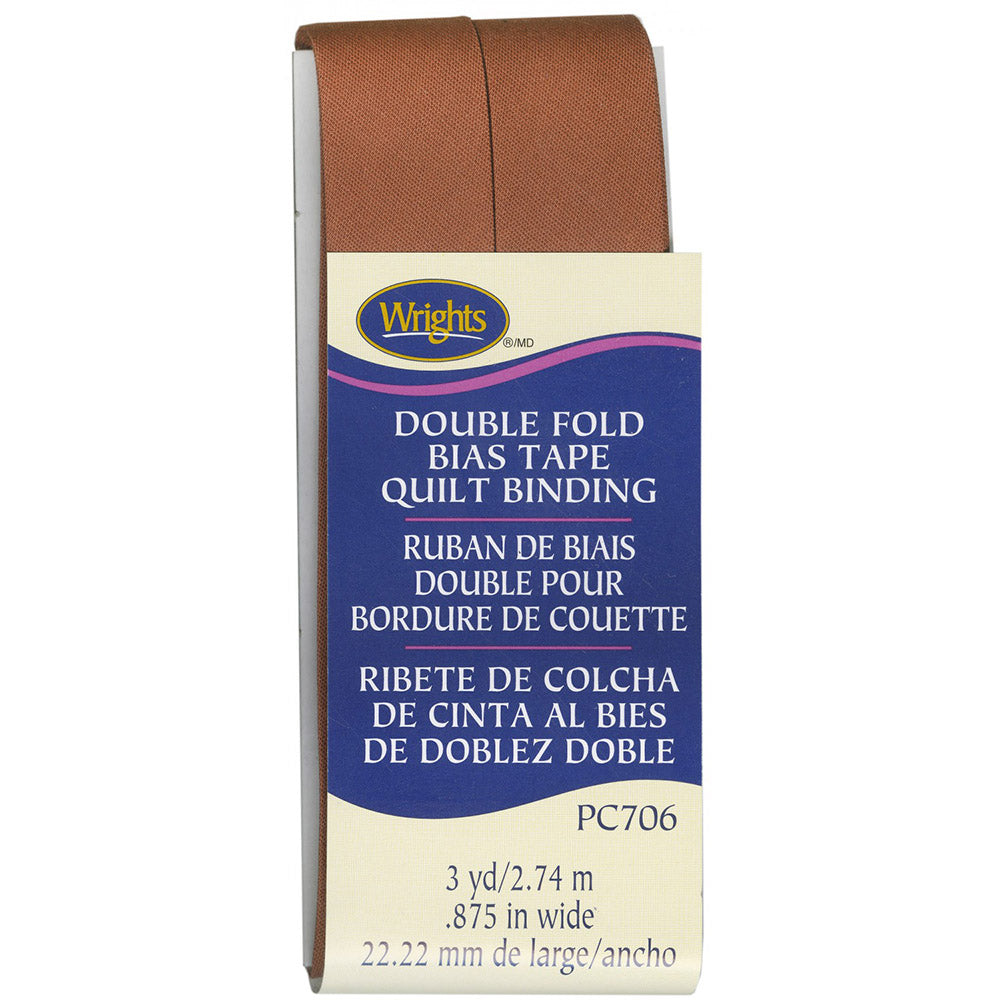 Wrights
®/MD
DOUBLE FOLD
BIAS TAPE
QUILT BINDING
RUBAN DE BIAIS
DOUBLE POUR
BORDURE DE COUETTE
RIBETE DE COLCHA
DE CINTA AL BIES
DE DOBLEZ DOBLE
PC706
3 yd/2.74 m
.875 in wide
22.22 mm de large/ancho